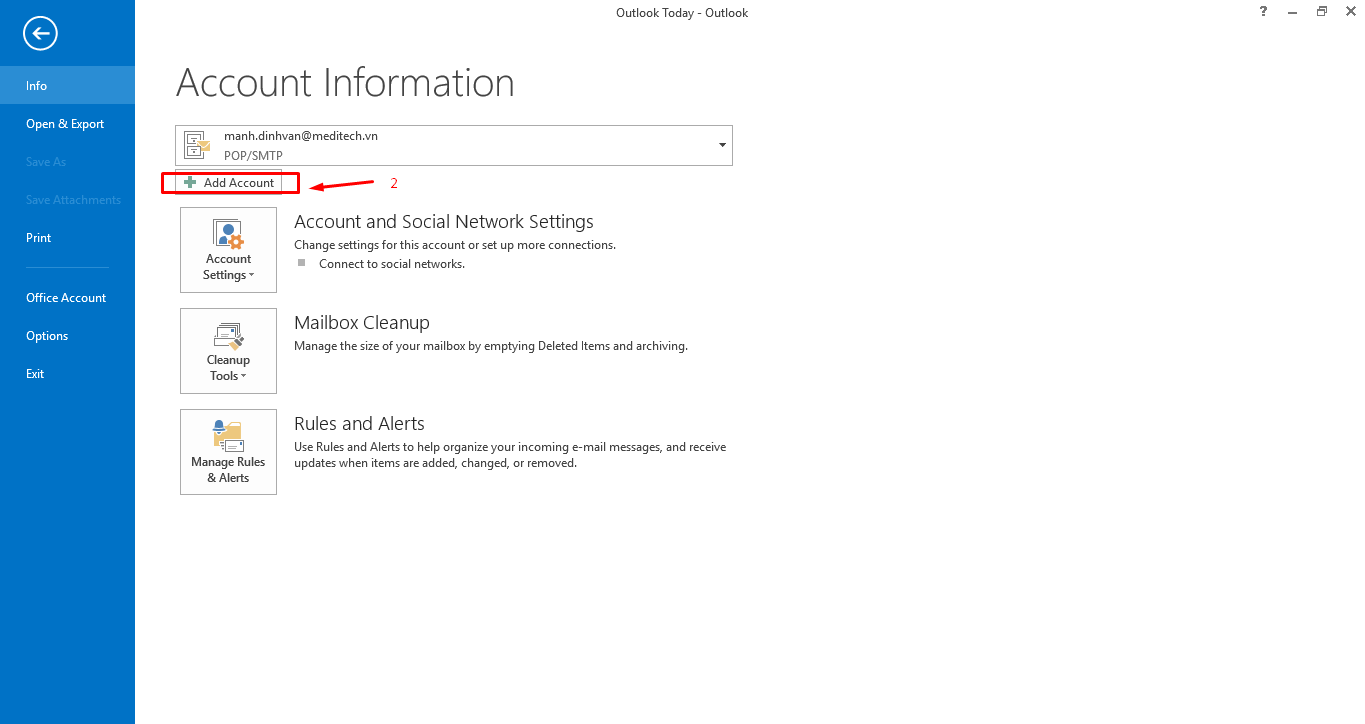 Outlook Today - Outlook
?
Info
Open & Export
Save As
Save Attachments
Print
Office Account
Options
Exit
Account Information
manh.dinhvan@meditech.vn
POP/SMTP
Add Account
2
Account
Settings
Account and Social Network Settings
Change settings for this account or set up more connections.
Connect to social networks.
Cleanup
Tools
Mailbox Cleanup
Manage the size of your mailbox by emptying Deleted Items and archiving.
Manage Rules
& Alerts
Rules and Alerts
Use Rules and Alerts to help organize your incoming e-mail messages, and receive
updates when items are added, changed, or removed.